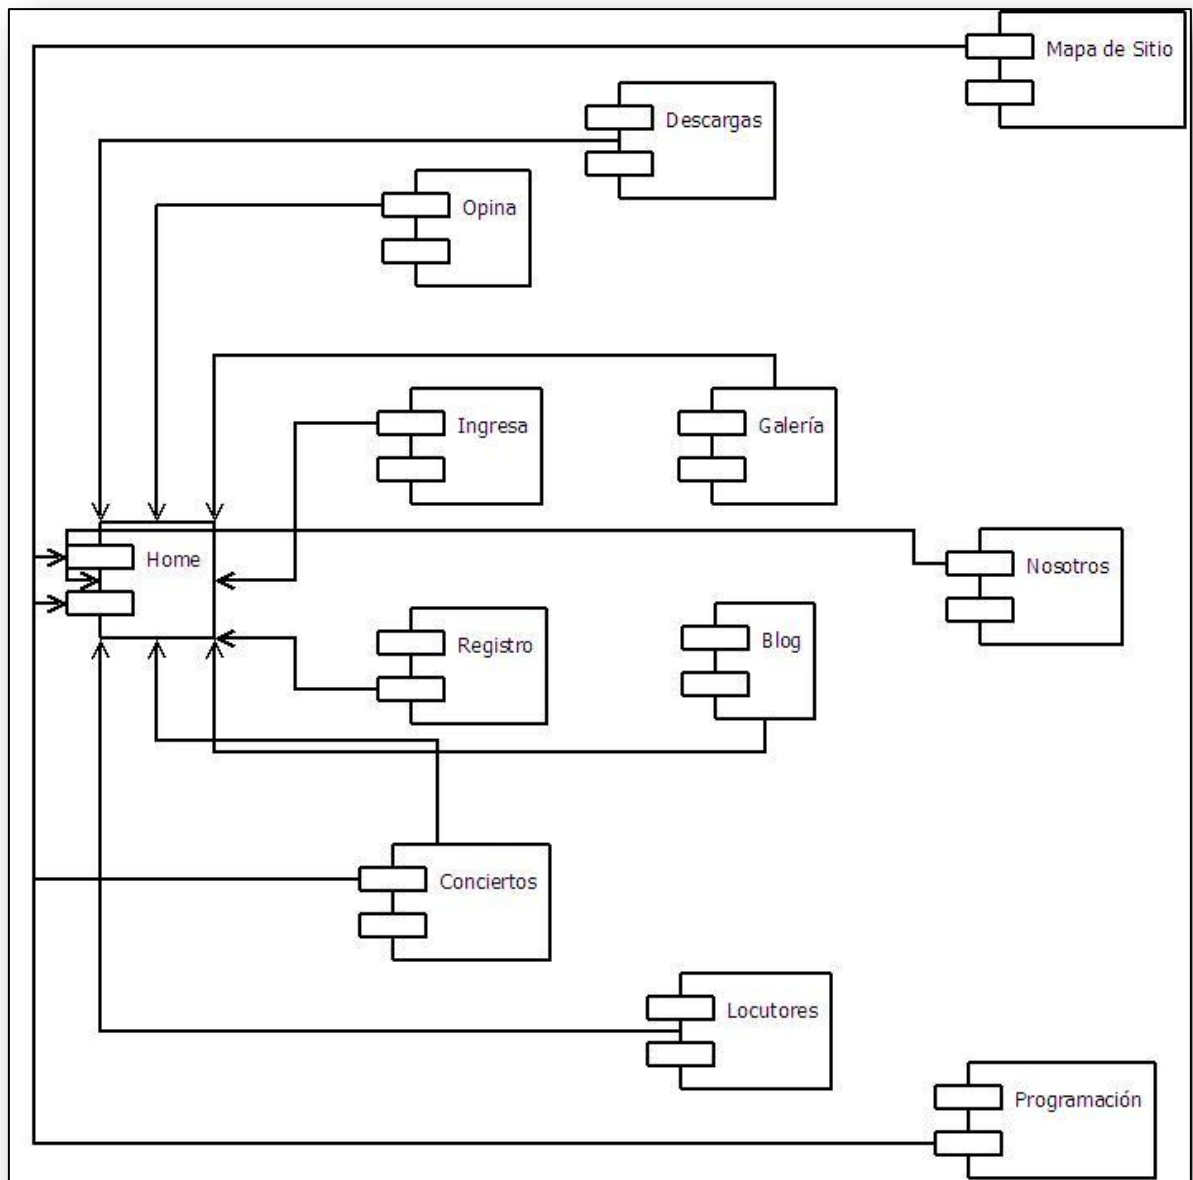 Mapa de Sitio
Descargas
Opina
Ingresa
Galería
Home
Nosotros
Registro
Blog
Conciertos
Locutores
Programación